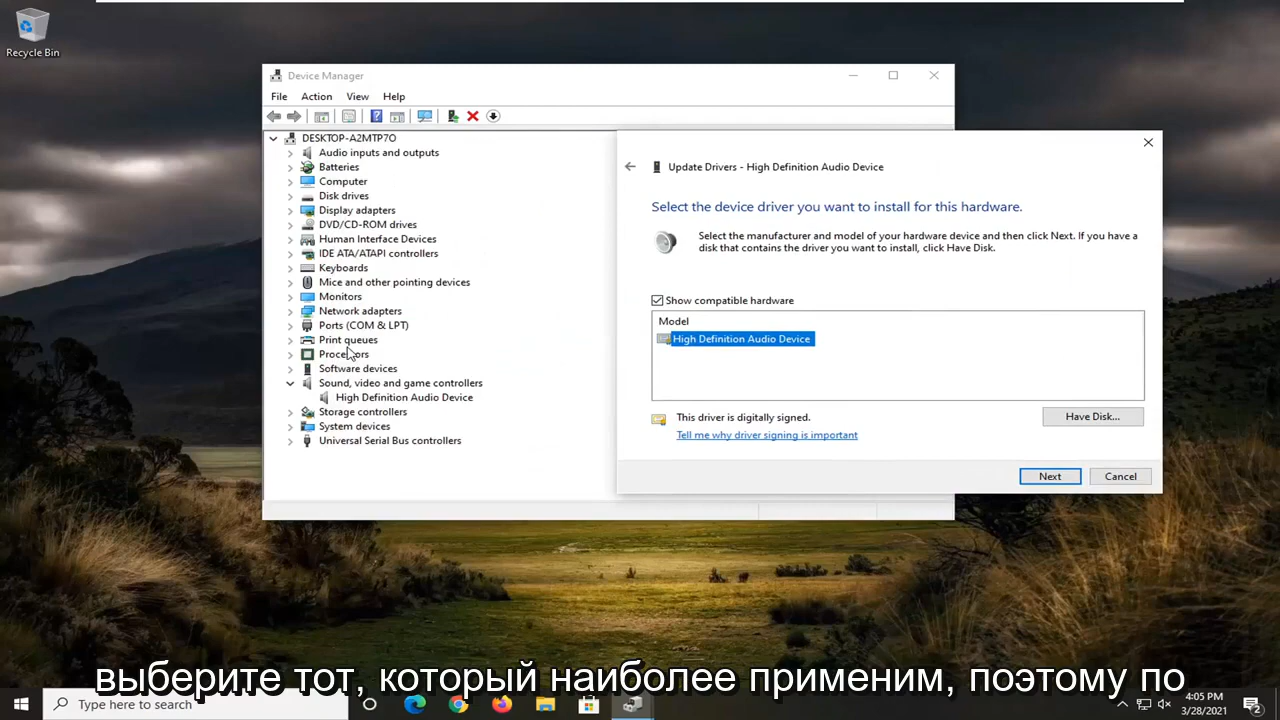 Recycle Bin
Device Manager
File Action View Help
DESKTOP-A2MTP7O
Audio inputs and outputs
Batteries
Computer
Disk drives
Display adapters
DVD/CD-ROM drives
Human Interface Devices
IDE ATA/ATAPI controllers
Keyboards
Mice and other pointing devices
Monitors
Network adapters
Ports (COM & LPT)
Print queues
Processors
Software devices
Sound, video and game controllers
High Definition Audio Device
Storage controllers
System devices
Universal Serial Bus controllers
Update Drivers - High Definition Audio Device
Select the device driver you want to install for this hardware.
Select the manufacturer and model of your hardware device and then click Next. If you have a
disk that contains the driver you want to install, click Have Disk.
Show compatible hardware
Model
High Definition Audio Device
This driver is digitally signed.
Tell me why driver signing is important
Have Disk...
Next
Cancel
выберите тот, который наиболее применим, поэтому по
Type here to search
4:05 PM
3/28/2021
2